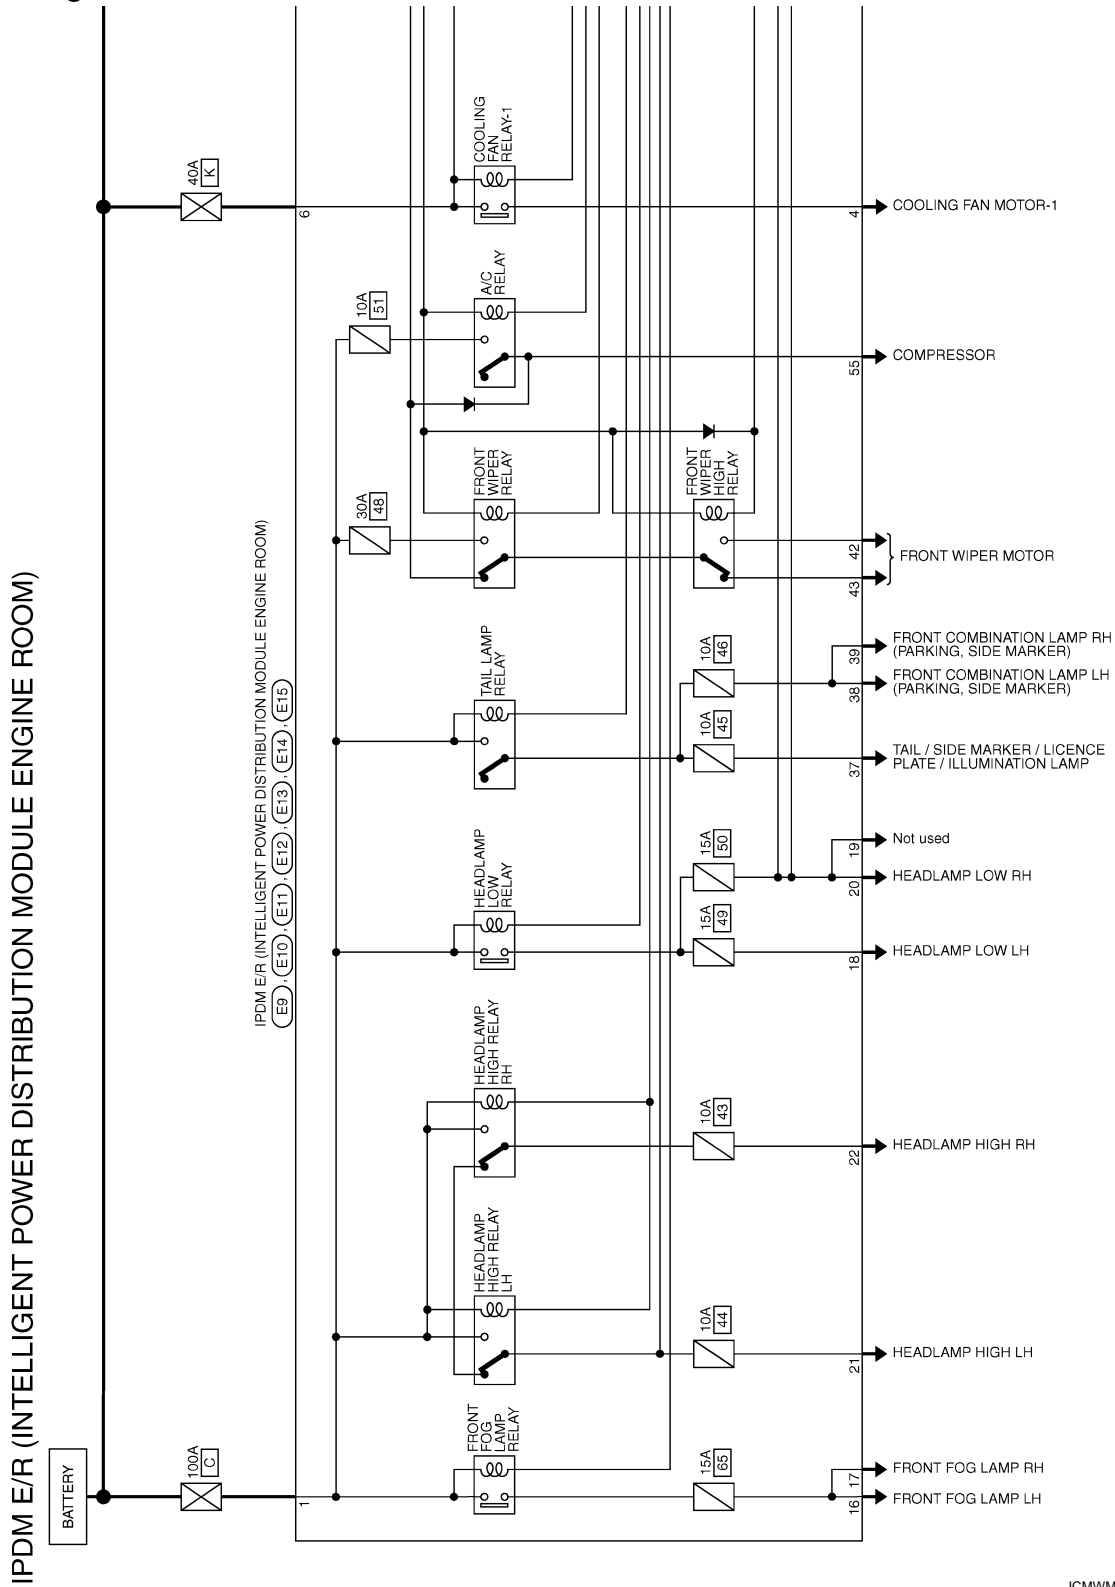 IPDM E/R (INTELLIGENT POWER DISTRIBUTION MODULE ENGINE ROOM)
BATTERY
40A
K
100A
C
IPDM E/R (INTELLIGENT POWER DISTRIBUTION MODULE ENGINE ROOM)
E9 , E10 , E11 , E12 , E13 , E14 , E15
6
COOLING
FAN
RELAY-1
4
COOLING FAN MOTOR-1
10A
51
A/C
RELAY
55
COMPRESSOR
30A
48
FRONT
WIPER
RELAY
FRONT
WIPER
HIGH
RELAY
42
43
FRONT WIPER MOTOR
TAIL LAMP
RELAY
10A
46
39
FRONT COMBINATION LAMP RH
(PARKING, SIDE MARKER)
38
FRONT COMBINATION LAMP LH
(PARKING, SIDE MARKER)
10A
45
37
TAIL / SIDE MARKER / LICENCE
PLATE / ILLUMINATION LAMP
HEADLAMP
LOW
RELAY
15A
50
19
Not used
20
HEADLAMP LOW RH
15A
49
18
HEADLAMP LOW LH
HEADLAMP
HIGH RELAY
RH
10A
43
22
HEADLAMP HIGH RH
HEADLAMP
HIGH RELAY
LH
10A
44
21
HEADLAMP HIGH LH
1
FRONT
FOG
LAMP
RELAY
15A
65
17
FRONT FOG LAMP RH
16
FRONT FOG LAMP LH